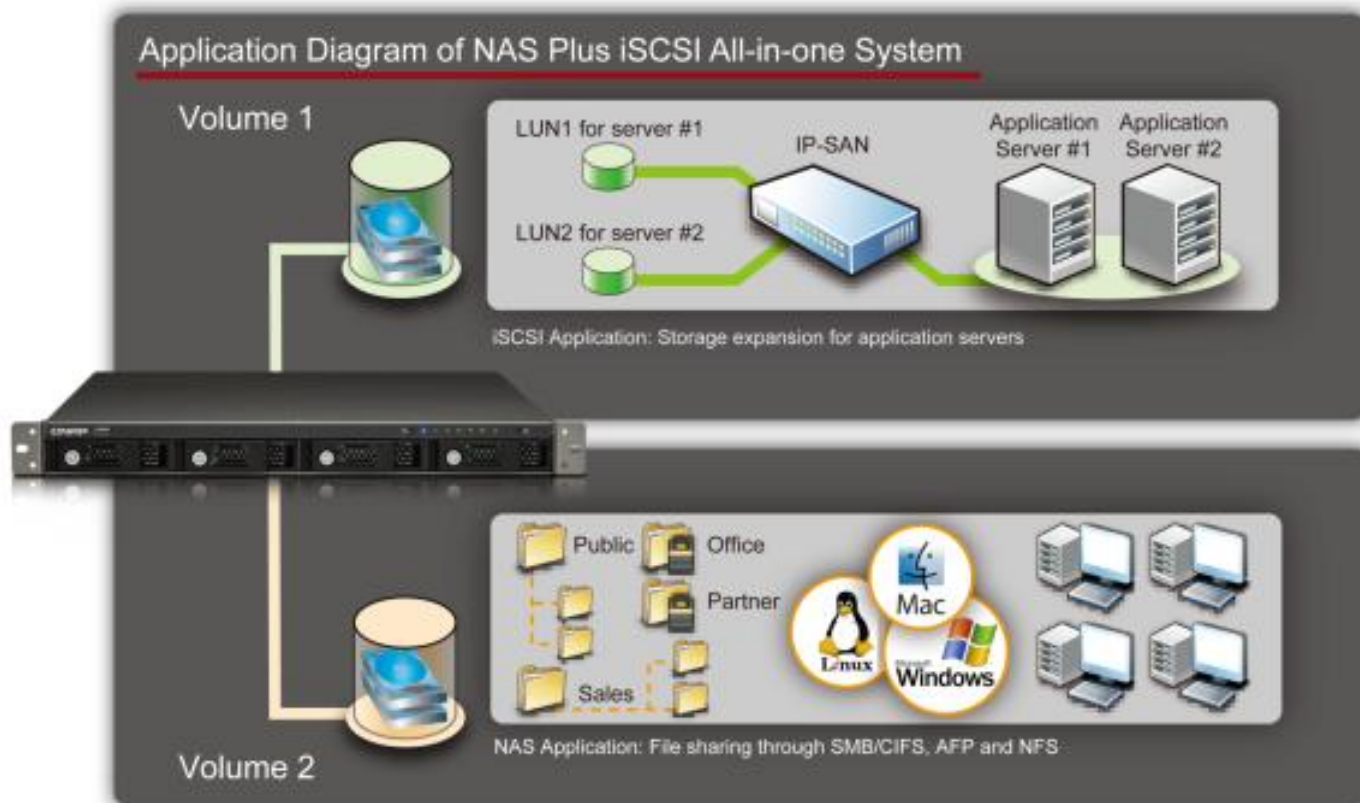 Application Diagram of NAS Plus iSCSI All-in-one System
Volume 1
LUN1 for server #1
LUN2 for server #2
IP-SAN
Application
Server #1
Application
Server #2
iSCSI Application: Storage expansion for application servers
Public
Office
Partner
Sales
Mac
Linux
Microsoft
Windows
NAS Application: File sharing through SMB/CIFS, AFP and NFS
Volume 2